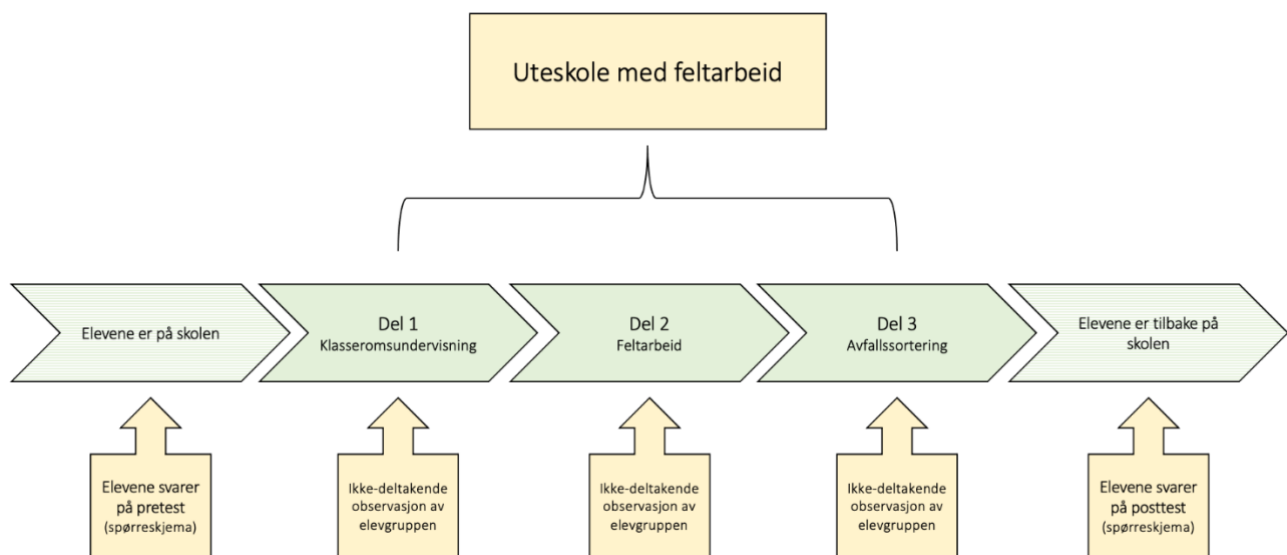 Uteskole med feltarbeid
Elevene er på skolen
Del 1
Klasseromsundervisning
Del 2
Feltarbeid
Del 3
Avfallssortering
Elevene er tilbake på
skolen
Elevene svarer
på pretest
(spørreskjema)
Ikke-deltakende
observasjon av
elevgruppen
Ikke-deltakende
observasjon av
elevgruppen
Ikke-deltakende
observasjon av
elevgruppen
Elevene svarer
på posttest
(spørreskjema)